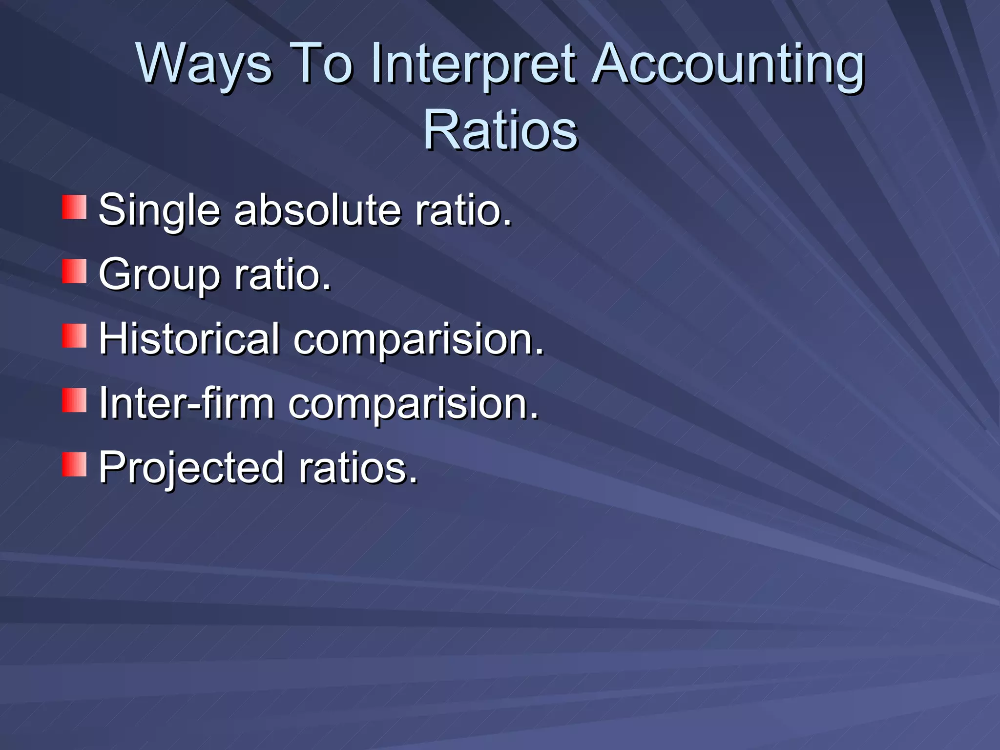 Ways To Interpret Accounting
Ratios
Single absolute ratio.
Group ratio.
Historical comparision.
Inter-firm comparision.
Projected ratios.